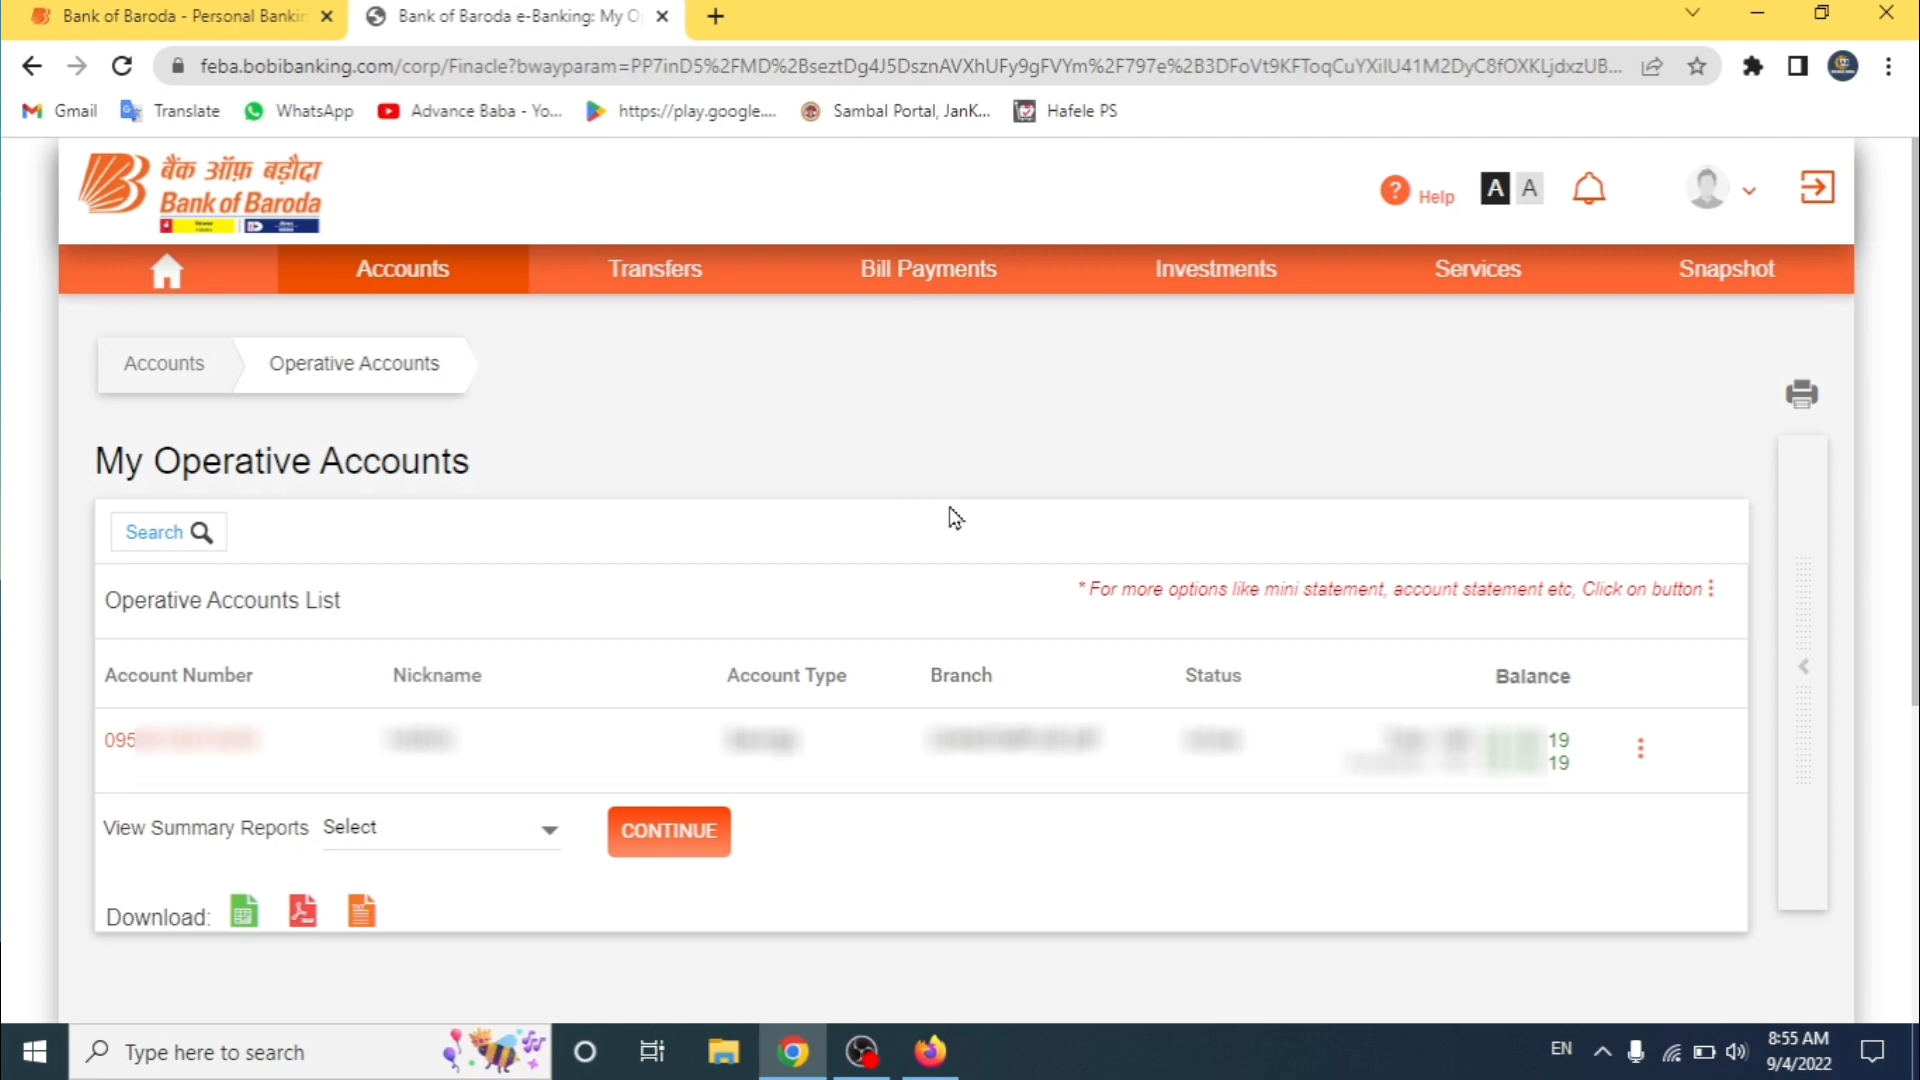 Bank of Baroda - Personal Bankin
Bank of Baroda e-Banking: My O
feba.bobibanking.com/corp/Finacle?bwayparam=PP7inD5%2FMD%2BseztDg4J5DsznAVXhUFy9gFVYm%2F797e%2B3DFoVt9KFToqCuYXiIU41M2DyC8fOXKLjdxzUB...
Gmail
Translate
WhatsApp
Advance Baba - Yo...
https://play.google....
Sambal Portal, JanK...
Hafele PS
बैंक ऑफ़ बड़ौदा
Bank of Baroda
? Help
A A
Accounts
Transfers
Bill Payments
Investments
Services
Snapshot
Accounts
Operative Accounts
My Operative Accounts
Search
Operative Accounts List
* For more options like mini statement, account statement etc, Click on button
Account Number
Nickname
Account Type
Branch
Status
Balance
095
19
19
View Summary Reports
Select
CONTINUE
Download:
Type here to search
EN
8:55 AM
9/4/2022